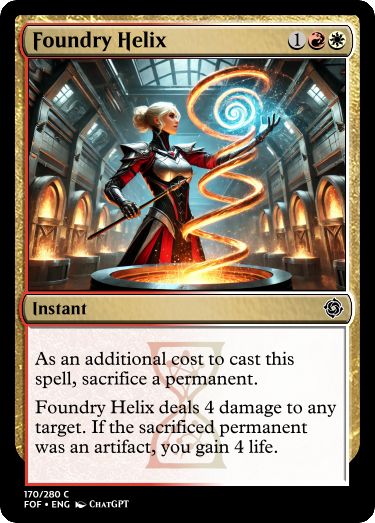 Foundry Helix 1
Instant
As an additional cost to cast this
spell, sacrifice a permanent.
Foundry Helix deals 4 damage to any
target. If the sacrificed permanent
was an artifact, you gain 4 life.
170/280 C
FOF • ENG ChatGPT